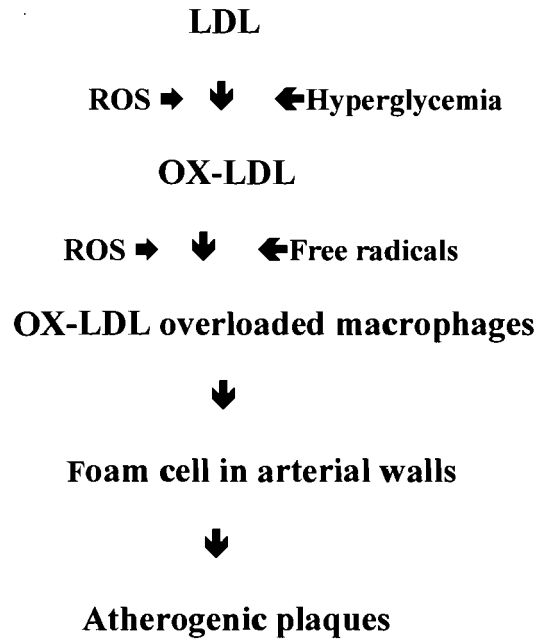 LDL
ROS ➡ ⬇ ⬅Hyperglycemia
OX-LDL
ROS ➡ ⬇ ⬅Free radicals
OX-LDL overloaded macrophages
⬇
Foam cell in arterial walls
⬇
Atherogenic plaques